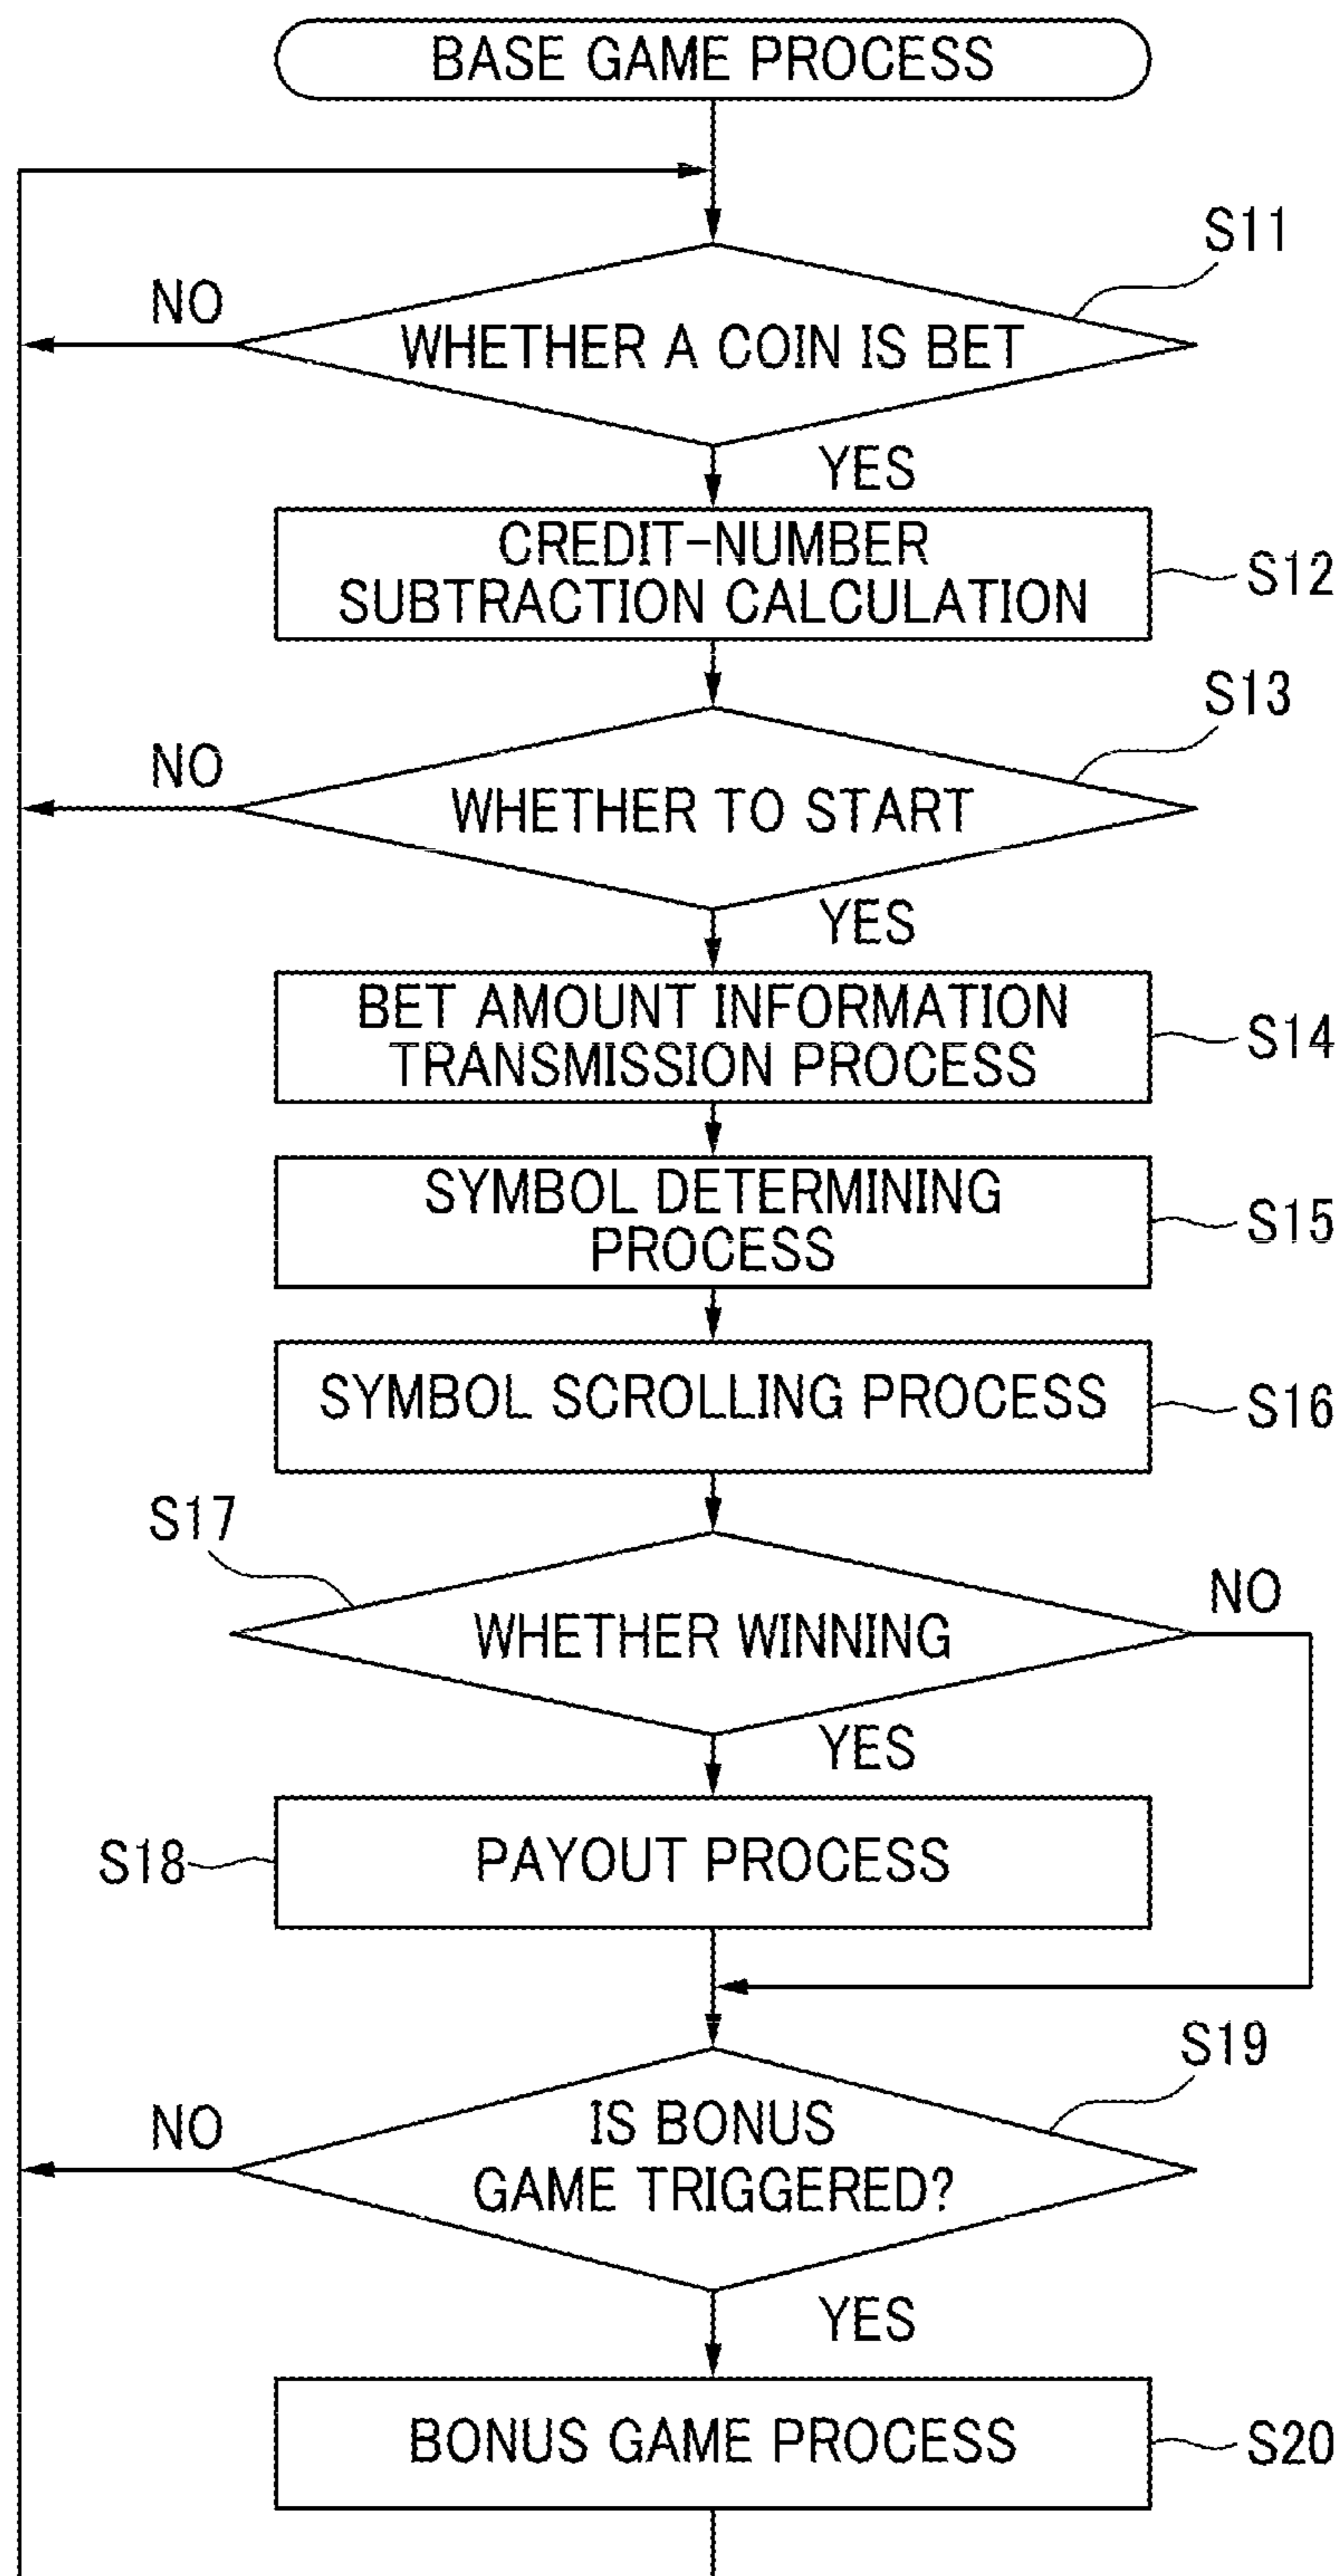 BASE GAME PROCESS
S11
NO
WHETHER A COIN IS BET
YES
CREDIT-NUMBER
SUBTRACTION CALCULATION
S12
S13
NO
WHETHER TO START
YES
BET AMOUNT INFORMATION
TRANSMISSION PROCESS
S14
SYMBOL DETERMINING
PROCESS
S15
SYMBOL SCROLLING PROCESS
S16
S17
NO
WHETHER WINNING
YES
S18
PAYOUT PROCESS
S19
NO
IS BONUS
GAME TRIGGERED?
YES
BONUS GAME PROCESS
S20